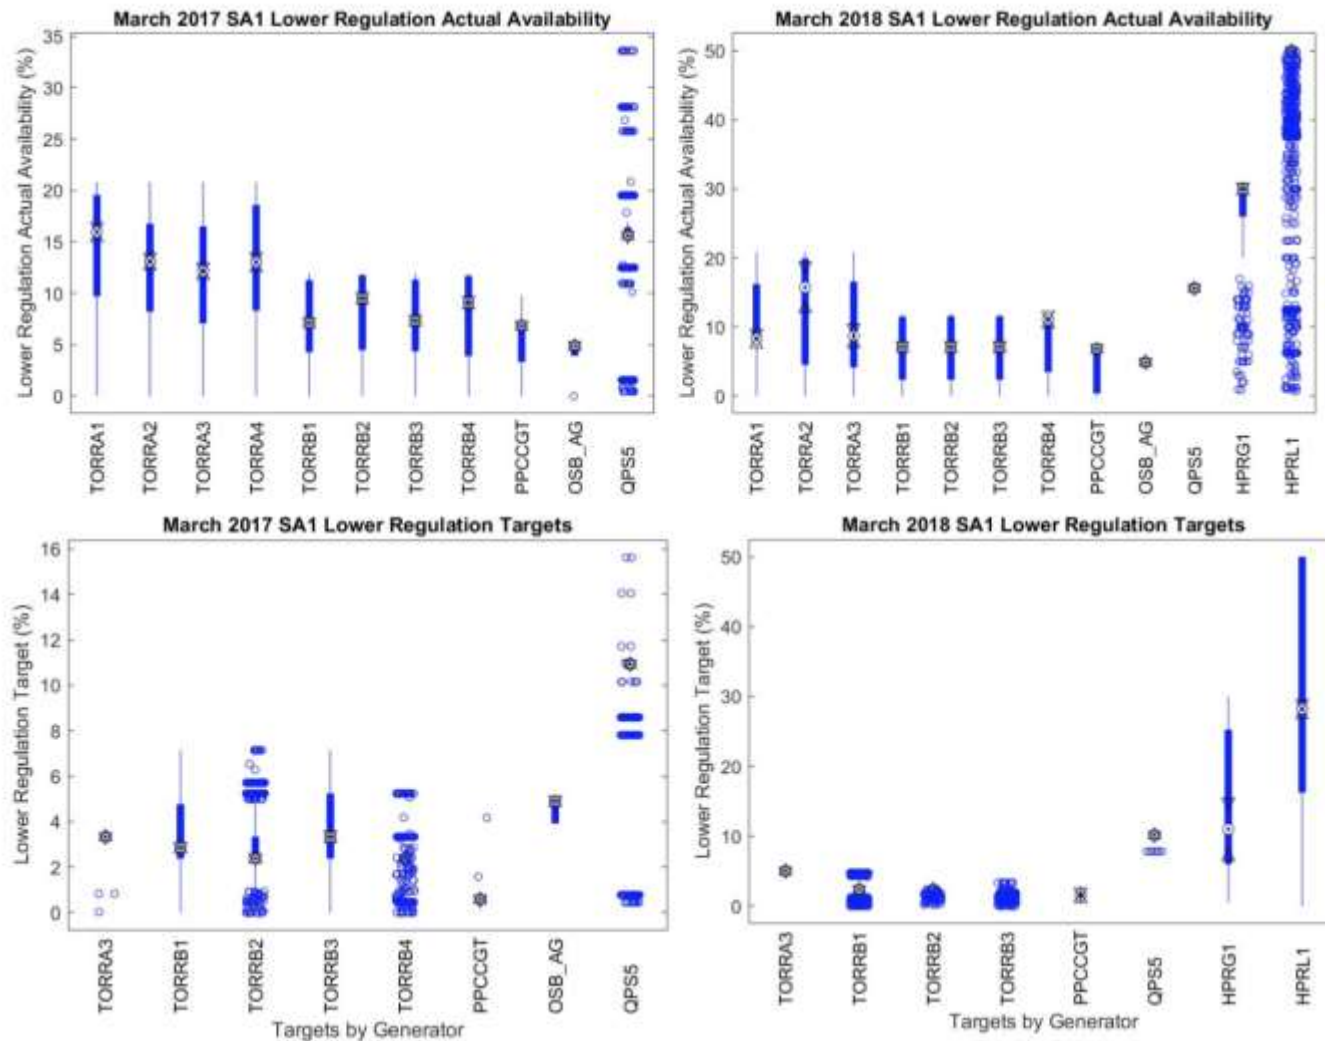 March 2017 SA1 Lower Regulation Actual Availability
Lower Regulation Actual Availability (%)
35
30
25
20
15
10
5
0
TORRA1
TORRA2
TORRA3
TORRA4
TORRB1
TORRB2
TORRB3
TORRB4
PPCCGT
OSB_AG
QPS5
March 2018 SA1 Lower Regulation Actual Availability
Lower Regulation Actual Availability (%)
50
40
30
20
10
0
TORRA1
TORRA2
TORRA3
TORRB1
TORRB2
TORRB3
TORRB4
PPCCGT
OSB_AG
QPS5
HPRG1
HPRL1
March 2017 SA1 Lower Regulation Targets
Lower Regulation Target (%)
16
14
12
10
8
6
4
2
0
TORRA3
TORRB1
TORRB2
TORRB3
TORRB4
PPCCGT
OSB_AG
QPS5
Targets by Generator
March 2018 SA1 Lower Regulation Targets
Lower Regulation Target (%)
50
40
30
20
10
0
TORRA3
TORRB1
TORRB2
TORRB3
PPCCGT
QPS5
HPRG1
HPRL1
Targets by Generator